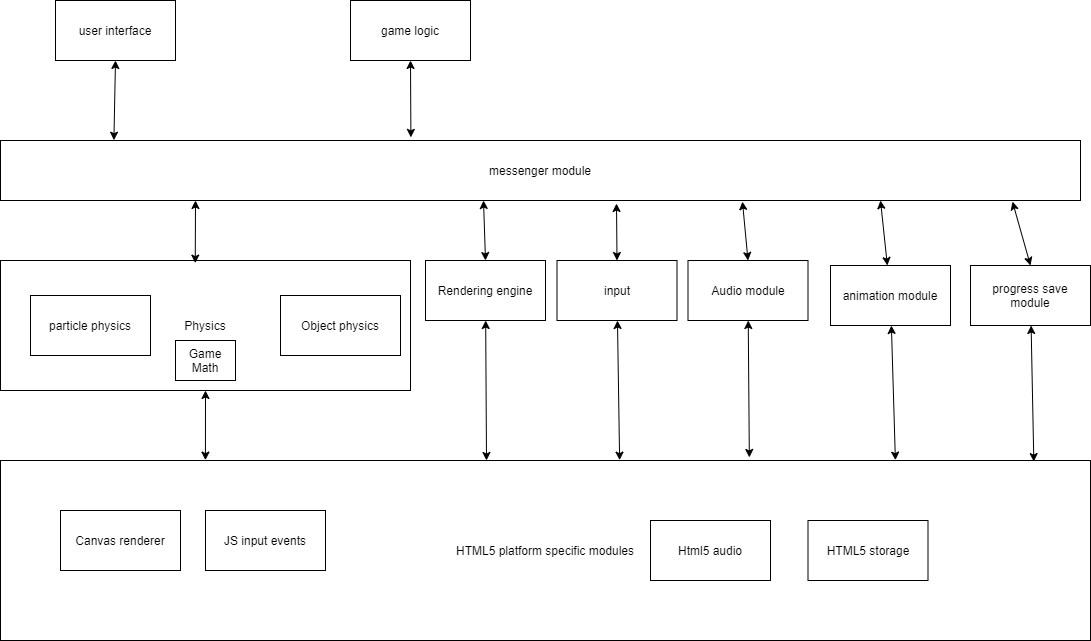 user interface
game logic
messenger module
Rendering engine
input
Audio module
animation module
progress save
module
particle physics
Physics
Object physics
Game
Math
Canvas renderer
JS input events
HTML5 platform specific modules
Html5 audio
HTML5 storage